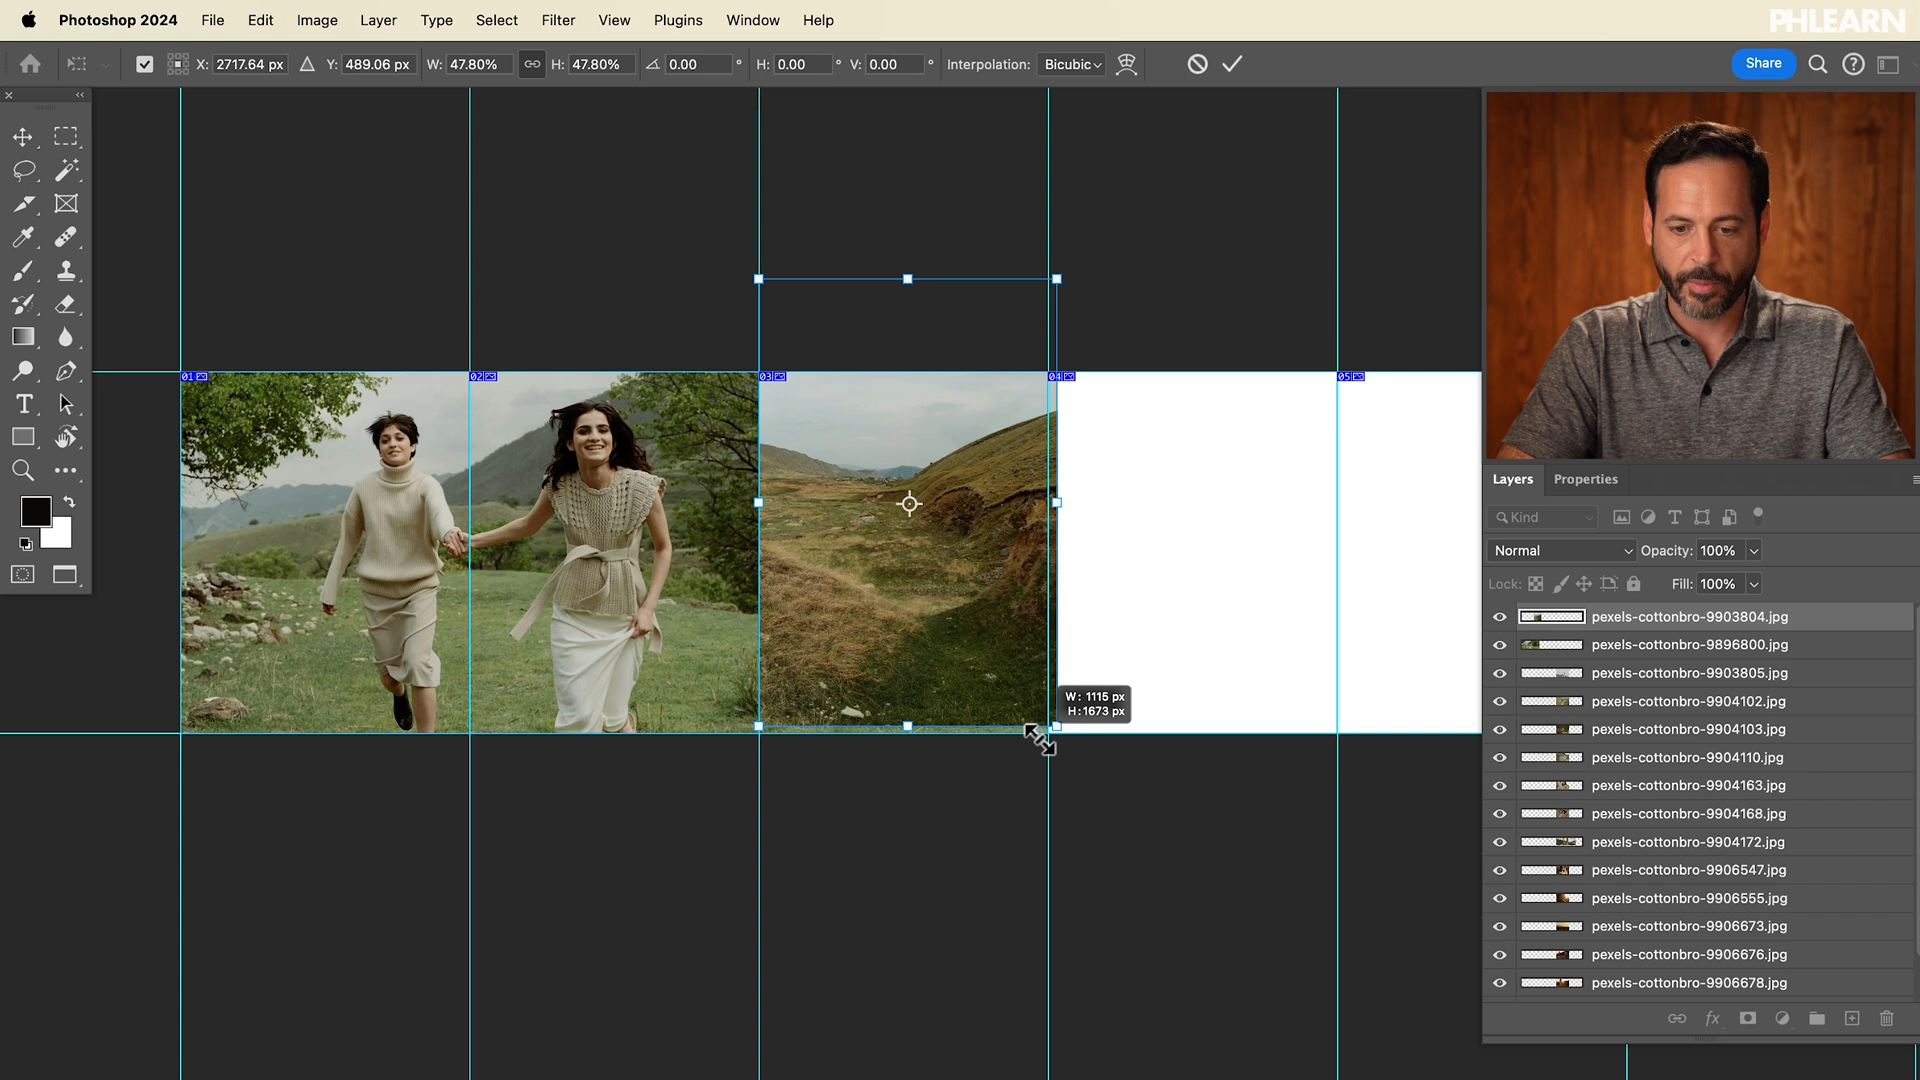 Photoshop 2024 File Edit Image Layer Type Select Filter View Plugins Window Help
PHLEARN
X: 2717.64 px Y: 489.06 px W: 47.80% H: 47.80% 0.00 ° H: 0.00 ° V: 0.00 ° Interpolation: Bicubic Share
01 02 03 04 05
W: 1115 px
H: 1673 px
Layers Properties
Kind
Normal Opacity: 100%
Lock: Fill: 100%
pexels-cottonbro-9903804.jpg
pexels-cottonbro-9896800.jpg
pexels-cottonbro-9903805.jpg
pexels-cottonbro-9904102.jpg
pexels-cottonbro-9904103.jpg
pexels-cottonbro-9904110.jpg
pexels-cottonbro-9904163.jpg
pexels-cottonbro-9904168.jpg
pexels-cottonbro-9904172.jpg
pexels-cottonbro-9906547.jpg
pexels-cottonbro-9906555.jpg
pexels-cottonbro-9906673.jpg
pexels-cottonbro-9906676.jpg
pexels-cottonbro-9906678.jpg